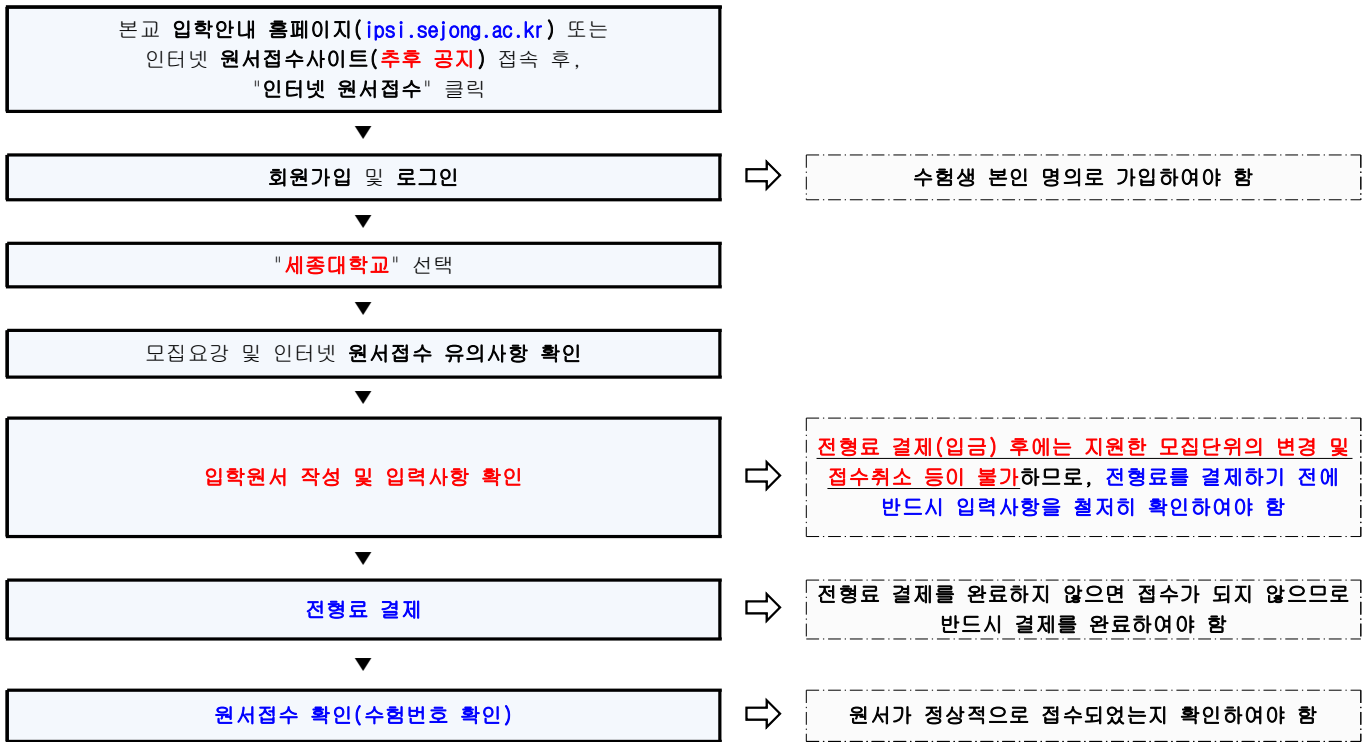 본교 입학안내 홈페이지(ipsi.sejong.ac.kr) 또는
인터넷 원서접수사이트(추후 공지) 접속 후,
"인터넷 원서접수" 클릭
▼
회원가입 및 로그인
⇨
수험생 본인 명의로 가입하여야 함
▼
"세종대학교" 선택
▼
모집요강 및 인터넷 원서접수 유의사항 확인
▼
입학원서 작성 및 입력사항 확인
⇨
전형료 결제(입금) 후에는 지원한 모집단위의 변경 및
접수취소 등이 불가하므로, 전형료를 결제하기 전에
반드시 입력사항을 철저히 확인하여야 함
▼
전형료 결제
⇨
전형료 결제를 완료하지 않으면 접수가 되지 않으므로
반드시 결제를 완료하여야 함
▼
원서접수 확인(수험번호 확인)
⇨
원서가 정상적으로 접수되었는지 확인하여야 함